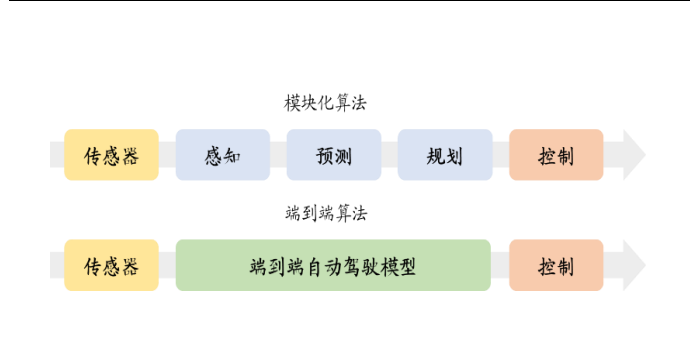 模块化算法
传感器 感知 预测 规划 控制
端到端算法
传感器 端到端自动驾驶模型 控制